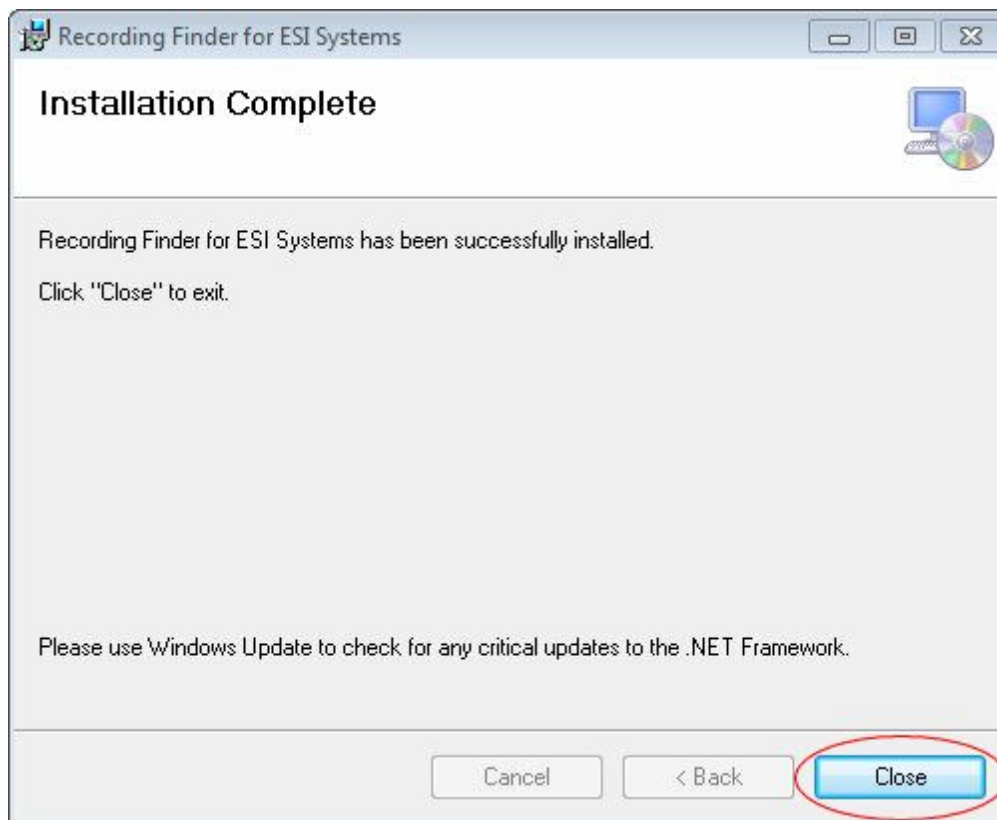 Recording Finder for ESI Systems
Installation Complete
Recording Finder for ESI Systems has been successfully installed.
Click "Close" to exit.
Please use Windows Update to check for any critical updates to the .NET Framework.
Cancel < Back Close